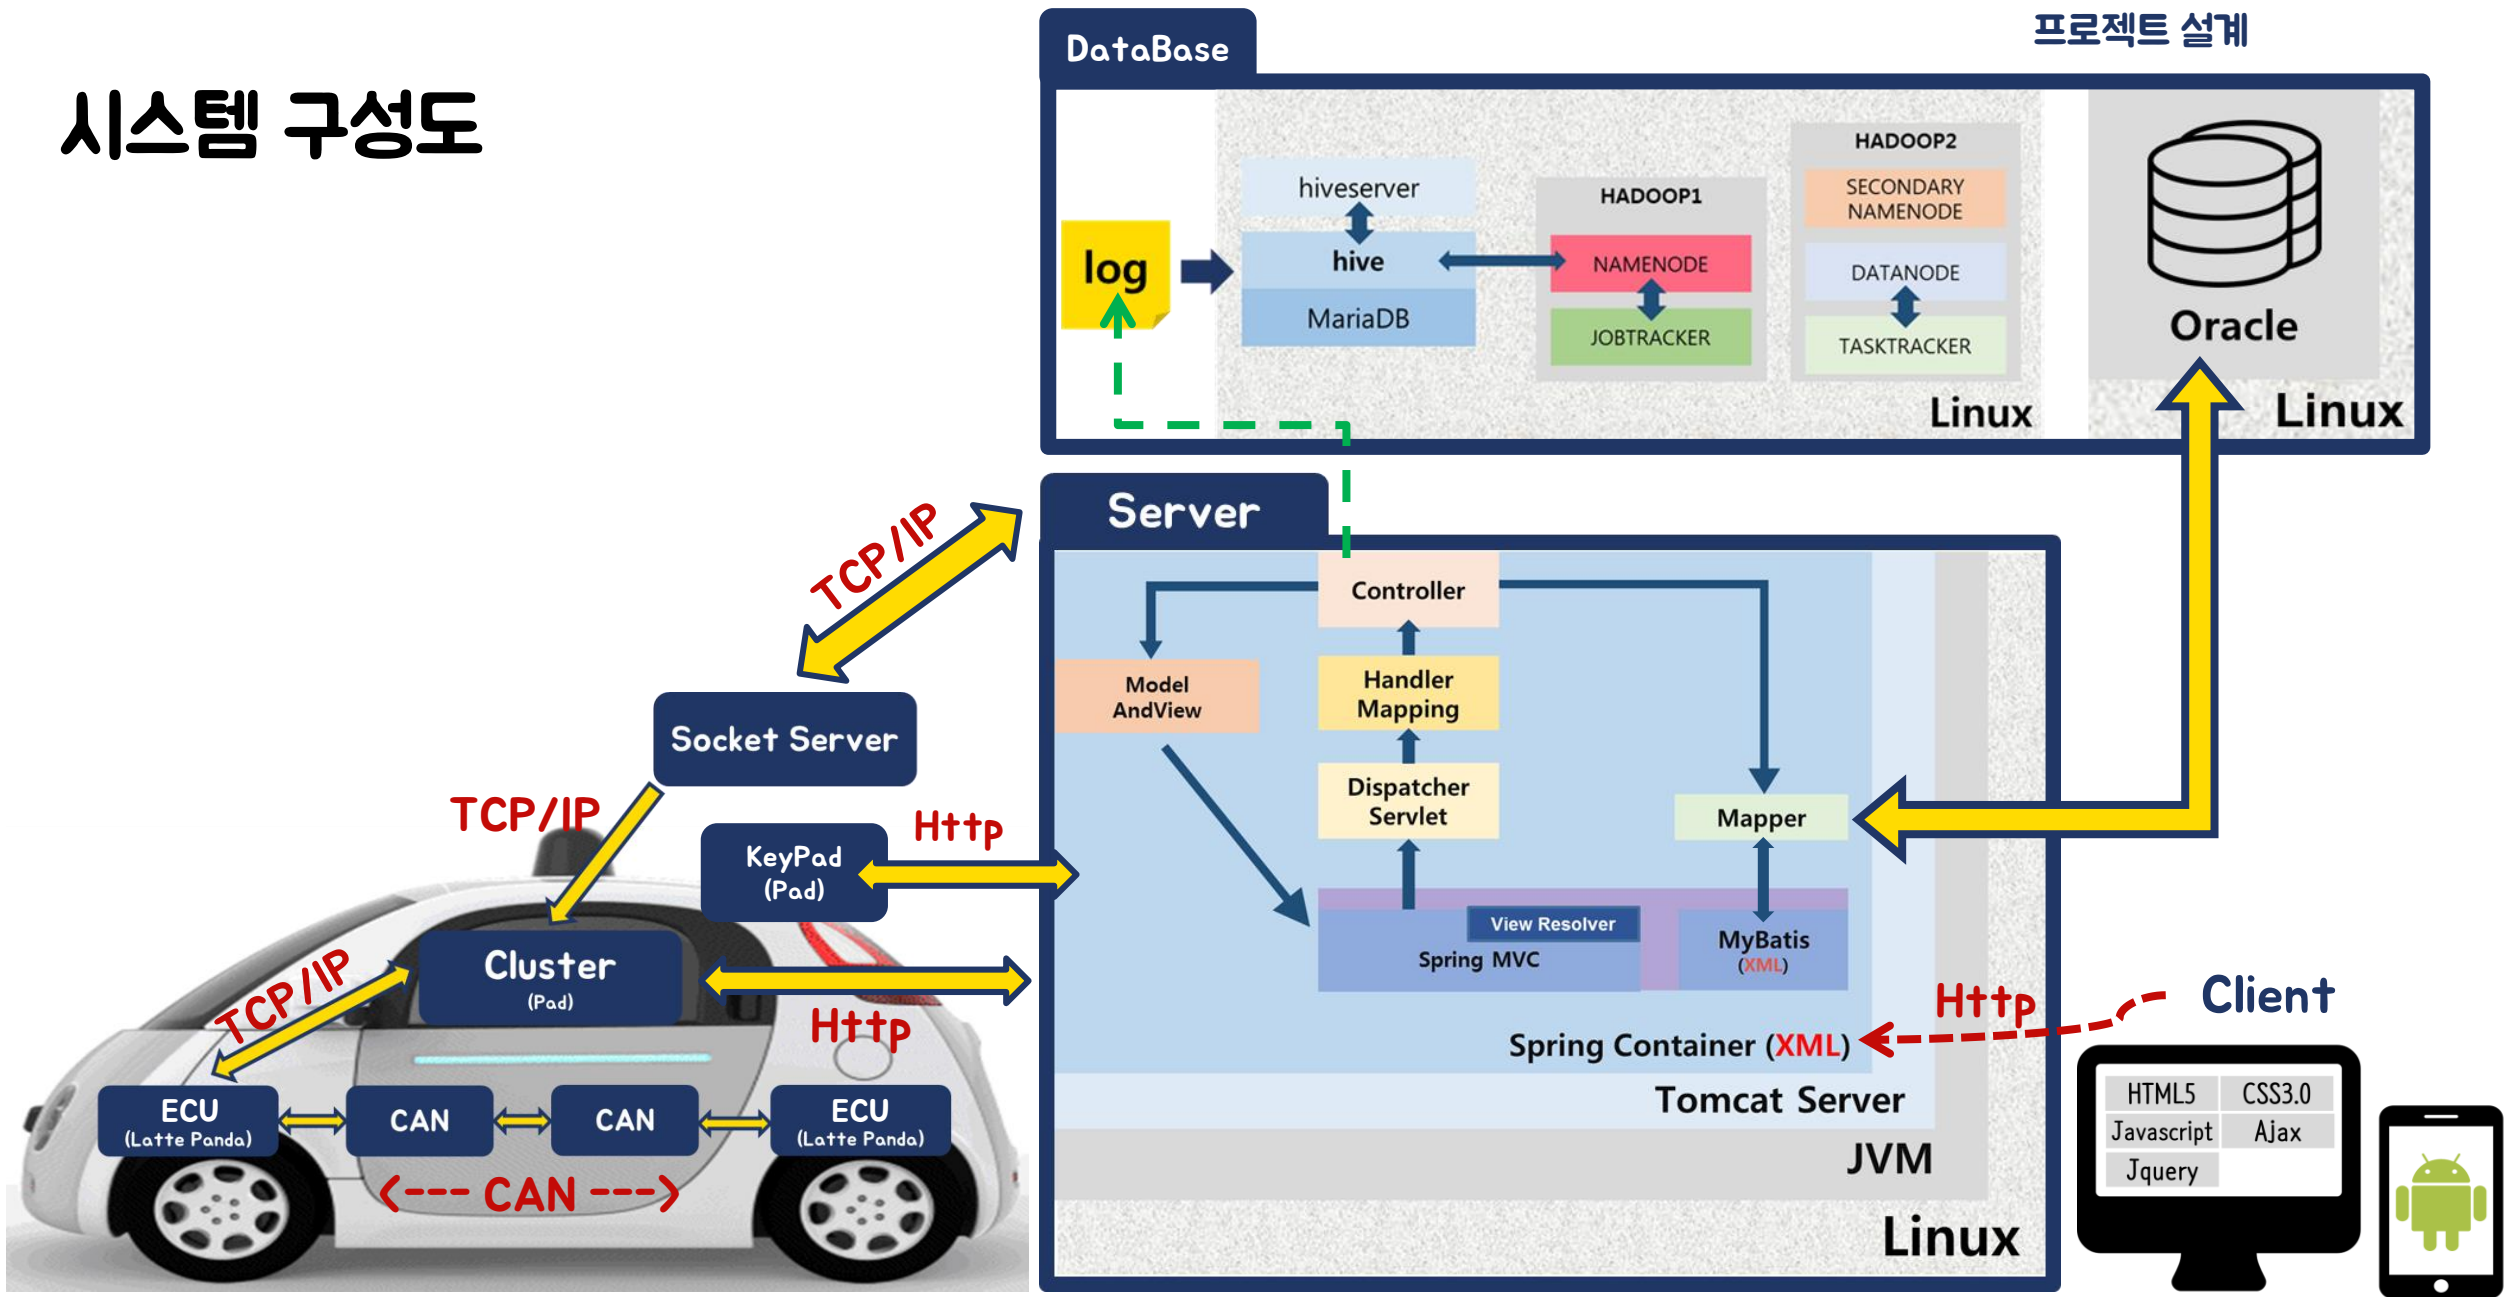 프로젝트 설계
시스템 구성도
DataBase
log
hiveserver
hive
MariaDB
HADOOP1
NAMENODE
JOBTRACKER
HADOOP2
SECONDARY
NAMENODE
DATANODE
TASKTRACKER
Linux
Oracle
Linux
Server
Controller
Model
AndView
Handler
Mapping
Dispatcher
Servlet
Mapper
View Resolver
Spring MVC
MyBatis
(XML)
Spring Container (XML)
Tomcat Server
JVM
Linux
TCP/IP
Socket Server
TCP/IP
KeyPad
(Pad)
Http
Cluster
(Pad)
TCP/IP
Http
ECU
(Latte Panda)
CAN
CAN
ECU
(Latte Panda)
<--- CAN --->
Http
Client
HTML5
CSS3.0
Javascript
Ajax
Jquery